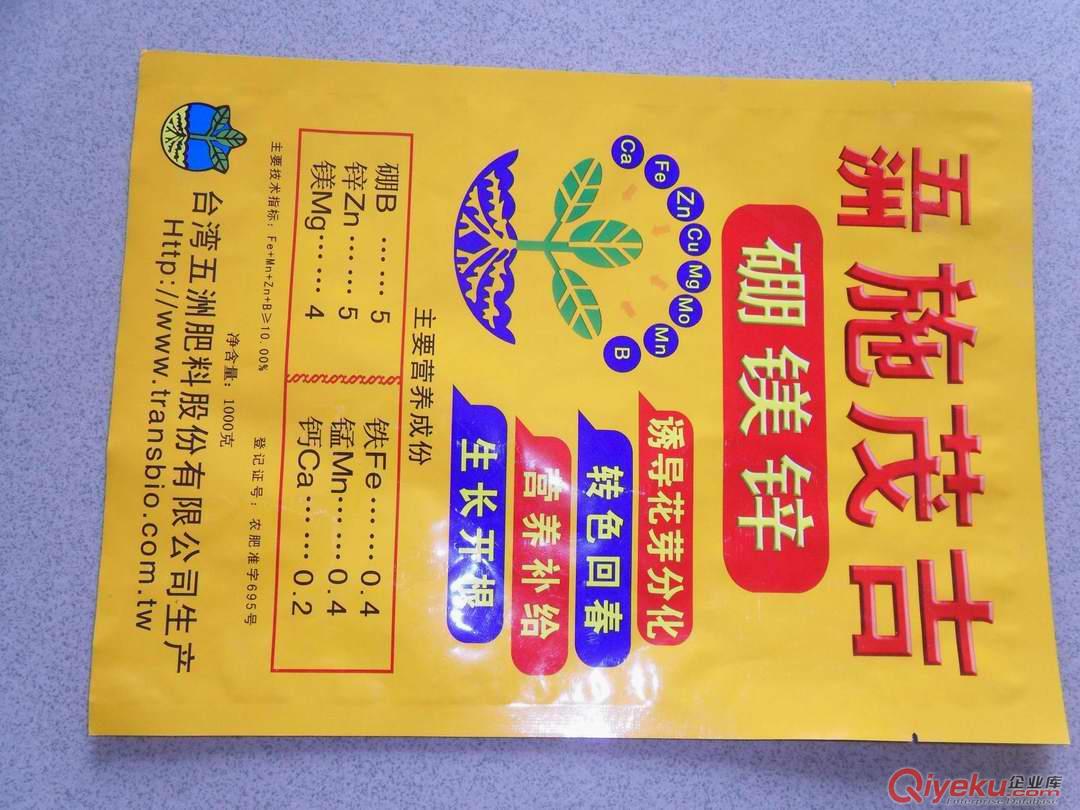 五洲
施茂吉
硼镁锌
Ca
Fe
Zn
Cu
Mg
Mo
Mn
B
诱导花芽分化
转色回春
营养补给
生长开根
主要营养成份
硼B……5
锌Zn……5
镁Mg……4
铁Fe……0.4
锰Mn……0.4
钙Ca……0.2
主要技术指标:Fe+Mn+Zn+B≥10.00%
登记证号:农肥准字695号
净含量:1000克
台湾五洲肥料股份有限公司生产
Http://www.transbio.com.tw
Qiyeku.com
企业库
Enterprise Database